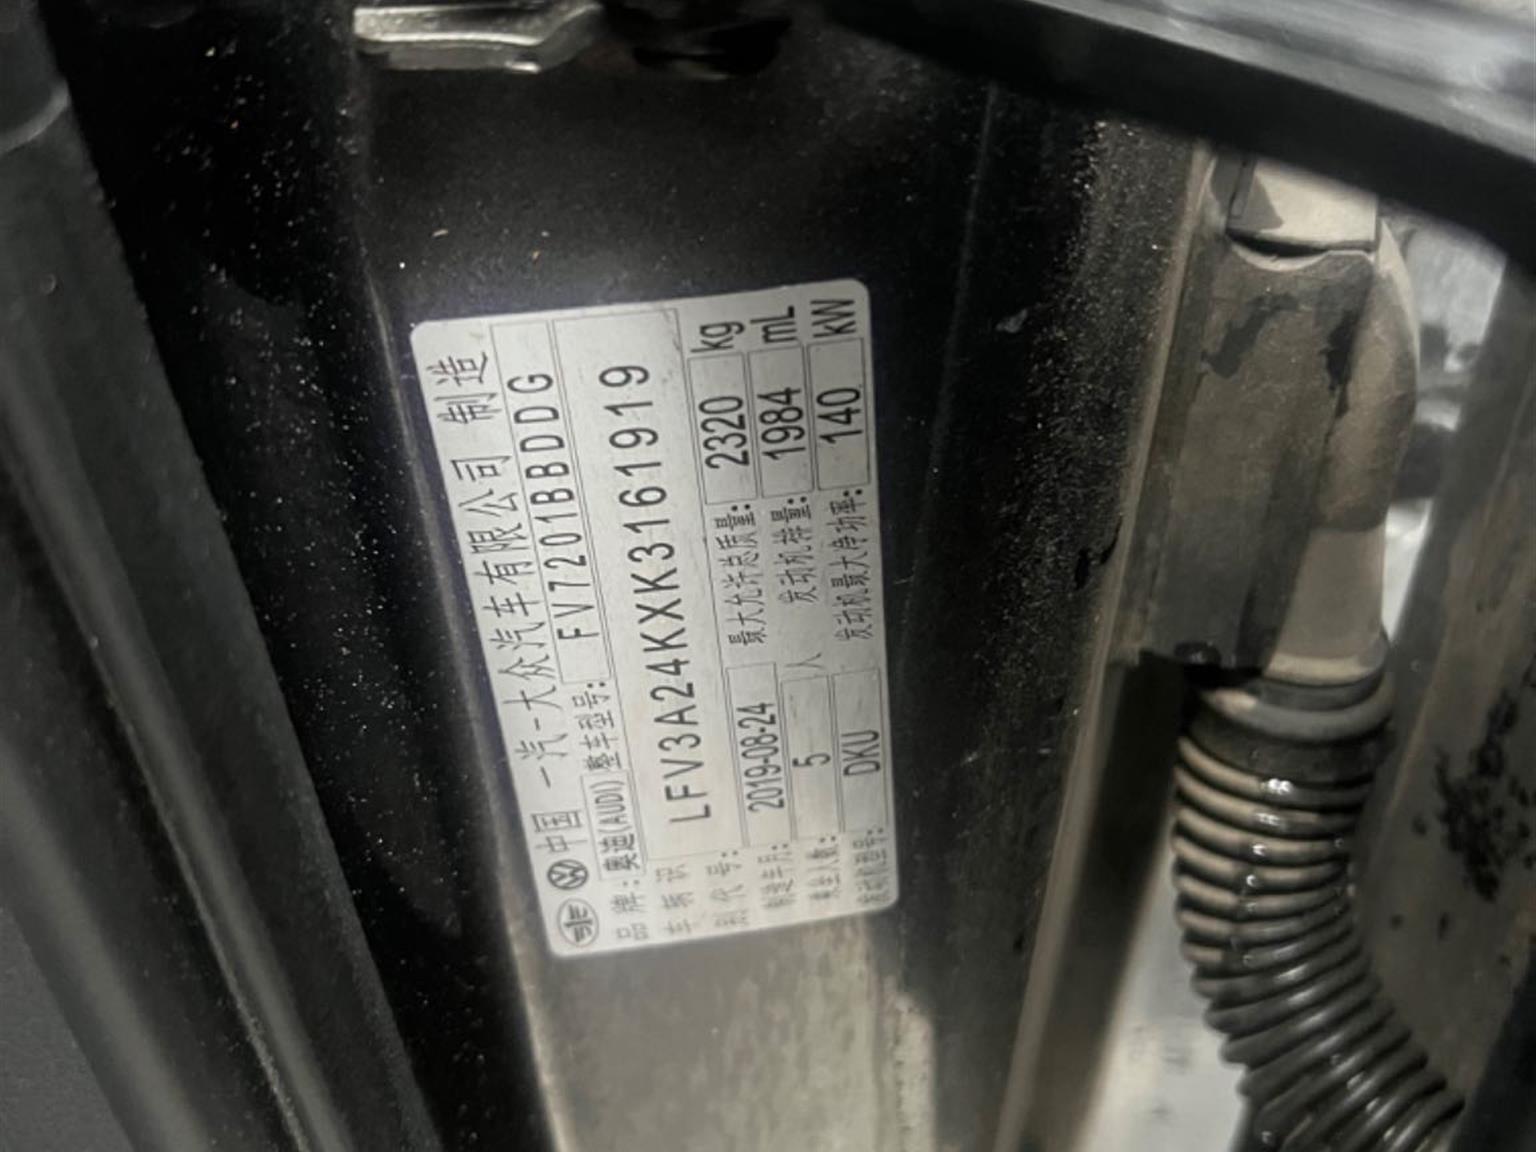 中国 一汽-大众汽车有限公司 制造
品牌: 奥迪(AUDI) 整车型号: FV7201BBDDG
车辆识别代号: LFV3A24KXK3161919
制造年月: 2019-08-24 最大允许总质量: 2320 kg
乘坐人数: 5 人 发动机排量: 1984 mL
发动机型号: DKU 发动机最大净功率: 140 kW